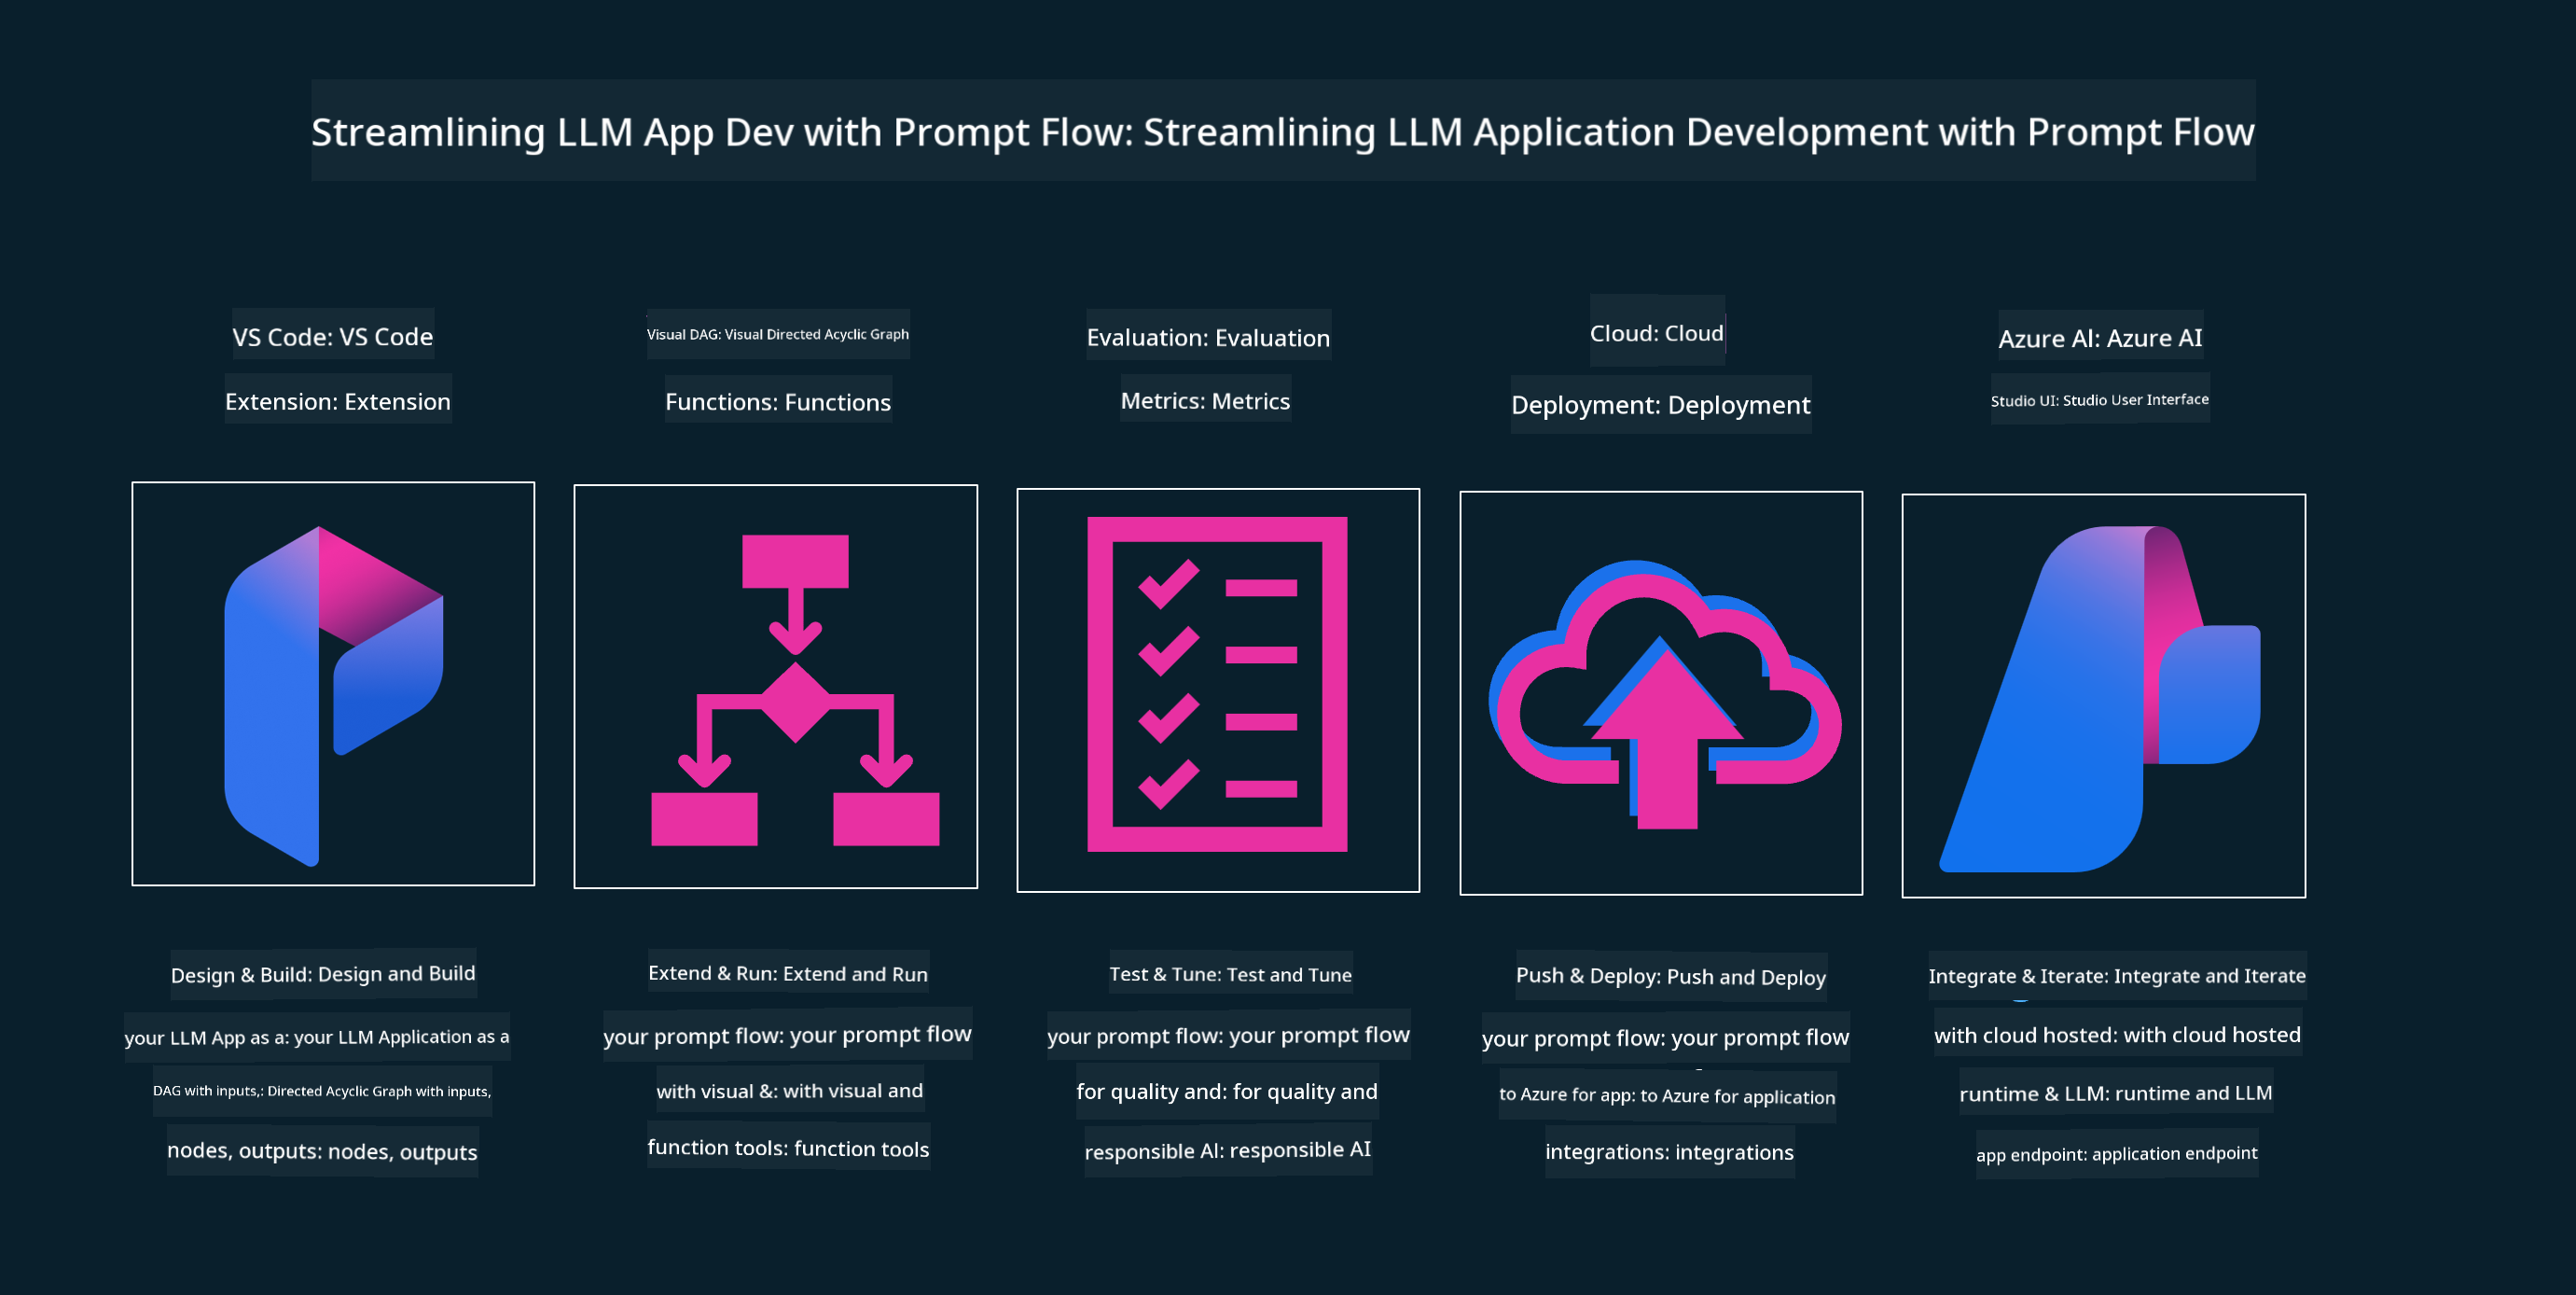 Streamlining LLM App Dev with Prompt Flow: Streamlining LLM Application Development with Prompt Flow
VS Code: VS Code
Extension: Extension
Visual DAG: Visual Directed Acyclic Graph
Functions: Functions
Evaluation: Evaluation
Metrics: Metrics
Cloud: Cloud
Deployment: Deployment
Azure AI: Azure AI
Studio UI: Studio User Interface
Design & Build: Design and Build
your LLM App as a: your LLM Application as a
DAG with inputs,: Directed Acyclic Graph with inputs,
nodes, outputs: nodes, outputs
Extend & Run: Extend and Run
your prompt flow: your prompt flow
with visual &: with visual and
function tools: function tools
Test & Tune: Test and Tune
your prompt flow: your prompt flow
for quality and: for quality and
responsible AI: responsible AI
Push & Deploy: Push and Deploy
your prompt flow: your prompt flow
to Azure for app: to Azure for application
integrations: integrations
Integrate & Iterate: Integrate and Iterate
with cloud hosted: with cloud hosted
runtime & LLM: runtime and LLM
app endpoint: application endpoint